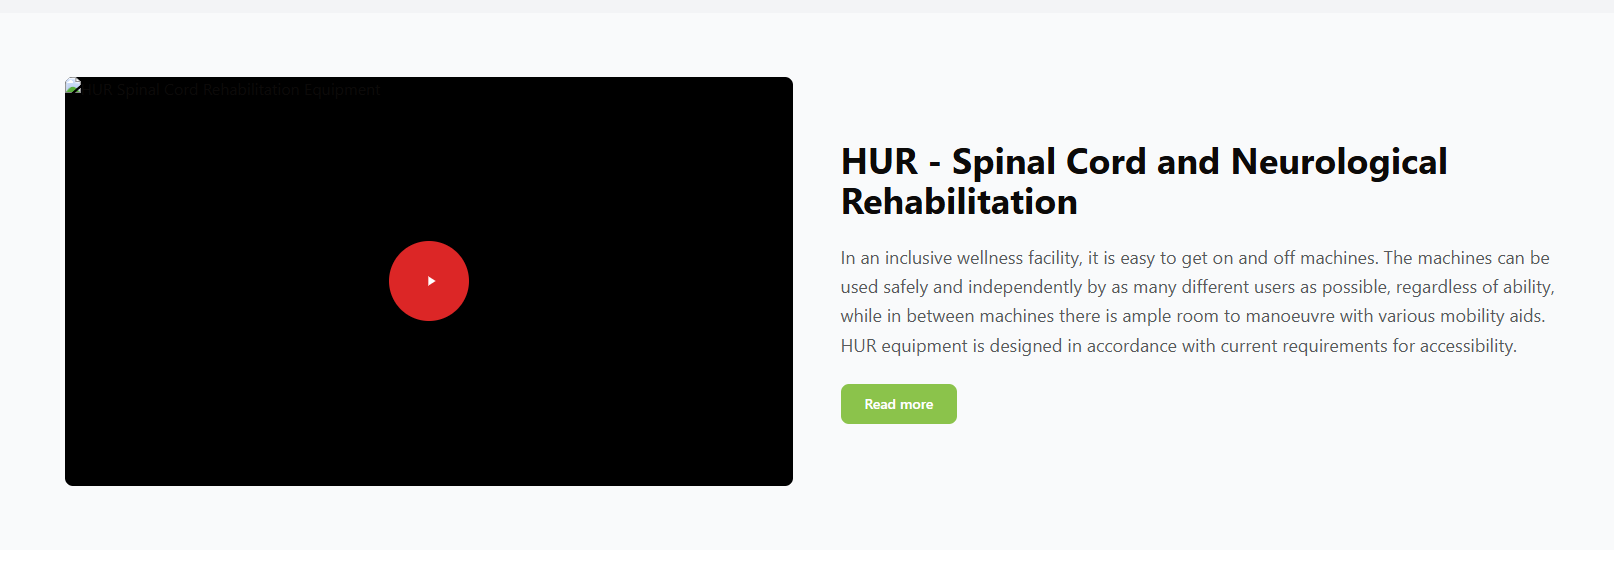 HUR Spinal Cord Rehabilitation Equipment
HUR - Spinal Cord and Neurological
Rehabilitation
In an inclusive wellness facility, it is easy to get on and off machines. The machines can be
used safely and independently by as many different users as possible, regardless of ability,
while in between machines there is ample room to manoeuvre with various mobility aids.
HUR equipment is designed in accordance with current requirements for accessibility.
Read more